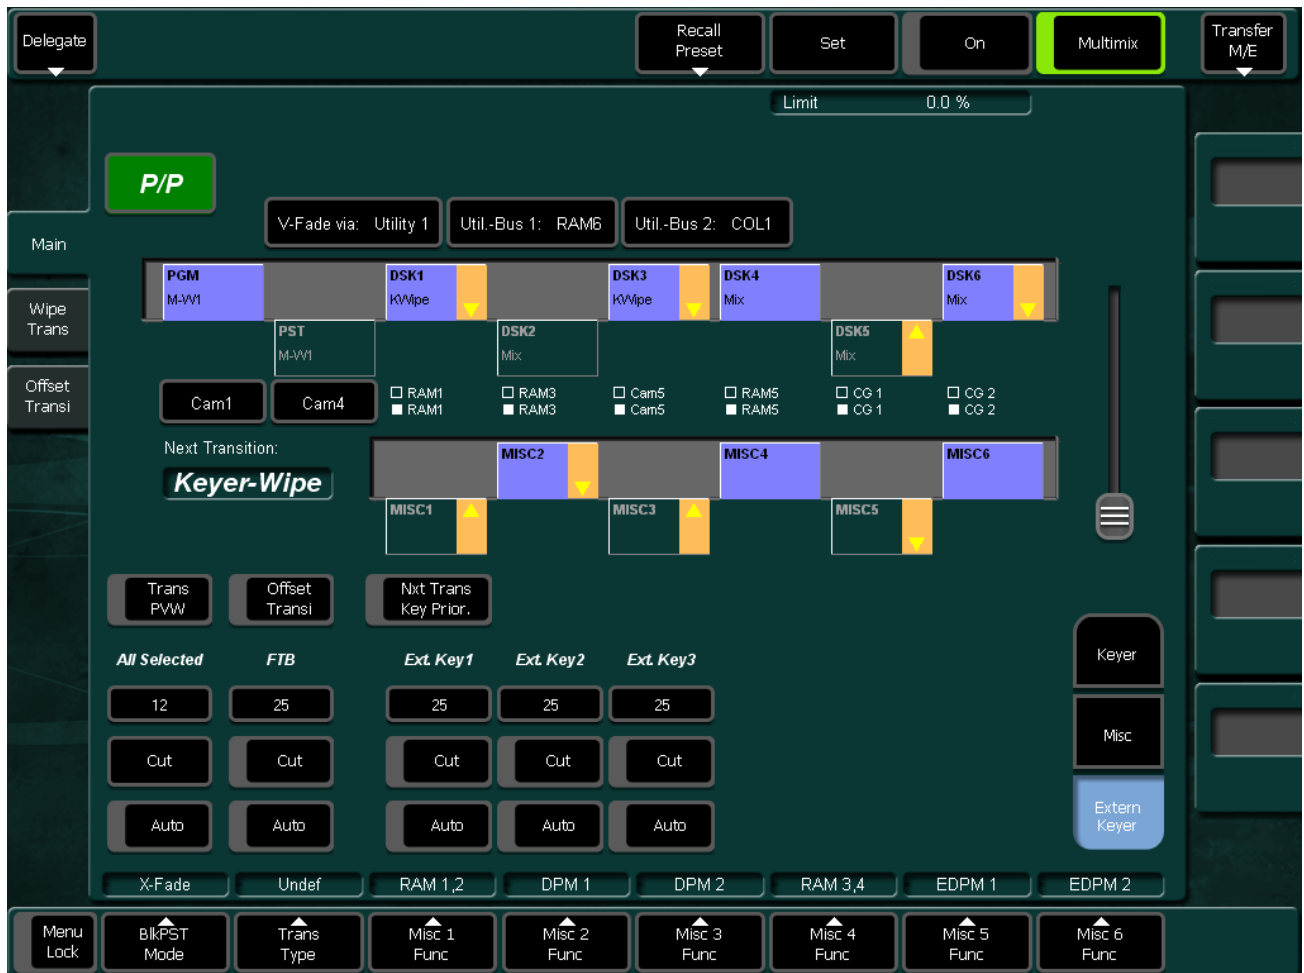 Delegate
Recall
Preset
Set
On
Multimix
Transfer
M/E
Limit 0.0 %
P/P
V-Fade via: Utility 1
Util.-Bus 1: RAM6
Util.-Bus 2: COL1
Main
Wipe
Trans
Offset
Transi
PGM
M-W1
DSK1
KWipe
DSK3
KWipe
DSK4
Mix
DSK6
Mix
PST
M-W1
DSK2
Mix
DSK5
Mix
Cam1
Cam4
RAM1
RAM1
RAM3
RAM3
Cam5
Cam5
RAM5
RAM5
CG 1
CG 1
CG 2
CG 2
Next Transition:
Keyer-Wipe
MISC2
MISC4
MISC6
MISC1
MISC3
MISC5
Trans
PVW
Offset
Transi
Nxt Trans
Key Prior.
All Selected
FTB
Ext. Key1
Ext. Key2
Ext. Key3
12
25
25
25
25
Cut
Cut
Cut
Cut
Cut
Auto
Auto
Auto
Auto
Auto
Keyer
Misc
Extern
Keyer
X-Fade
Undef
RAM 1,2
DPM 1
DPM 2
RAM 3,4
EDPM 1
EDPM 2
Menu
Lock
BlkPST
Mode
Trans
Type
Misc 1
Func
Misc 2
Func
Misc 3
Func
Misc 4
Func
Misc 5
Func
Misc 6
Func